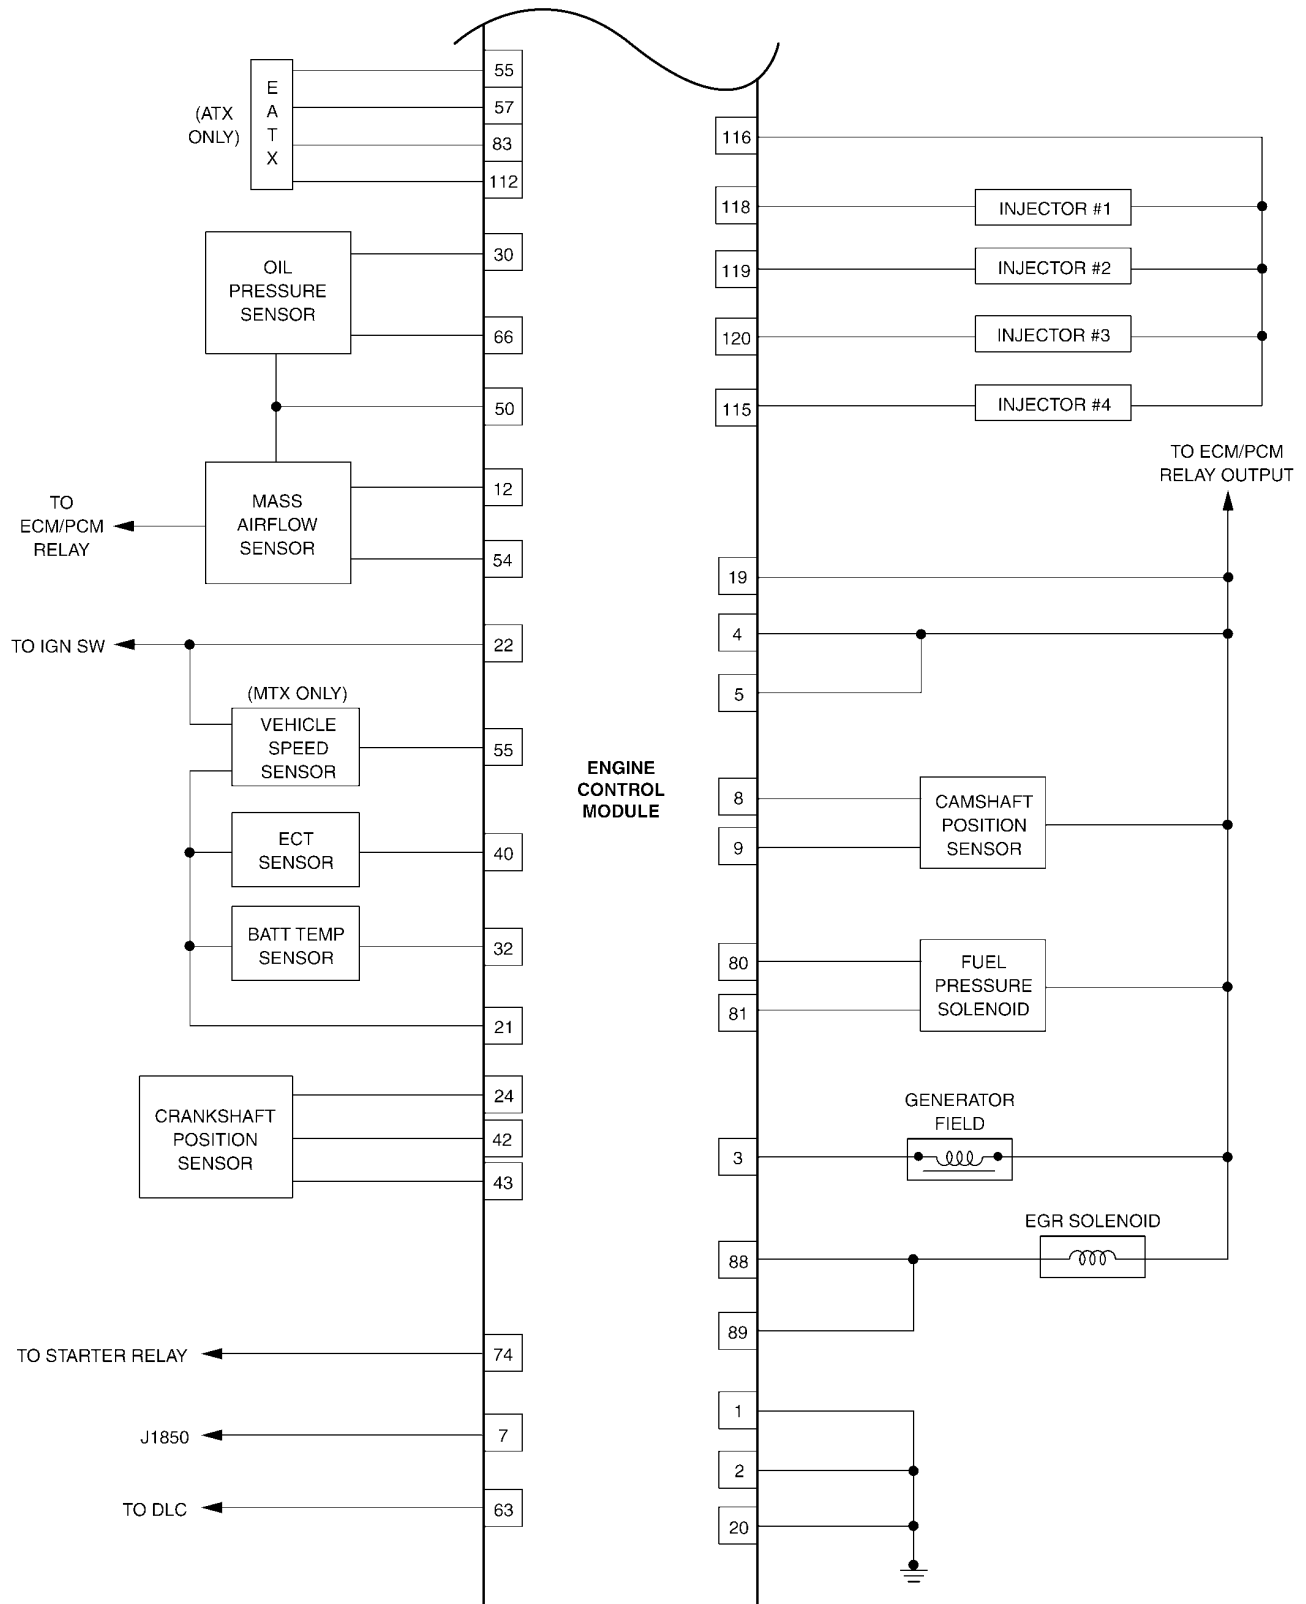 E
A
T
X
(ATX
ONLY)
55
57
83
112
OIL
PRESSURE
SENSOR
30
66
50
TO
ECM/PCM
RELAY
MASS
AIRFLOW
SENSOR
12
54
TO IGN SW
22
(MTX ONLY)
VEHICLE
SPEED
SENSOR
55
ECT
SENSOR
40
BATT TEMP
SENSOR
32
21
CRANKSHAFT
POSITION
SENSOR
24
42
43
TO STARTER RELAY
74
J1850
7
TO DLC
63
ENGINE
CONTROL
MODULE
116
118
INJECTOR #1
119
INJECTOR #2
120
INJECTOR #3
115
INJECTOR #4
TO ECM/PCM
RELAY OUTPUT
19
4
5
8
9
CAMSHAFT
POSITION
SENSOR
80
81
FUEL
PRESSURE
SOLENOID
GENERATOR
FIELD
3
EGR SOLENOID
88
89
1
2
20